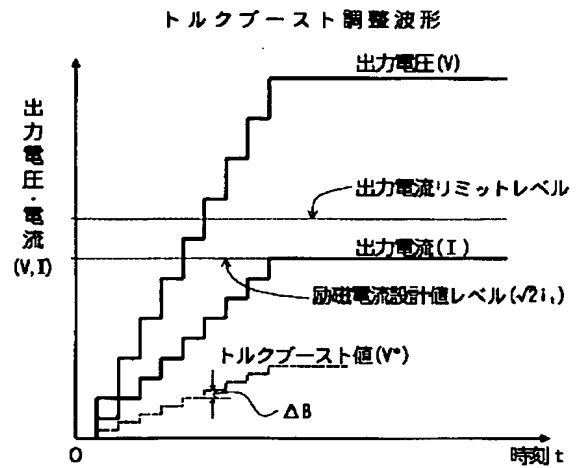 トルクブースト調整波形
出力電圧(V)
出力電圧・電流(V,I)
出力電流リミットレベル
出力電流(I)
励磁電流設計値レベル(√2i₁)
トルクブースト値(V*)
ΔB
0
時刻t